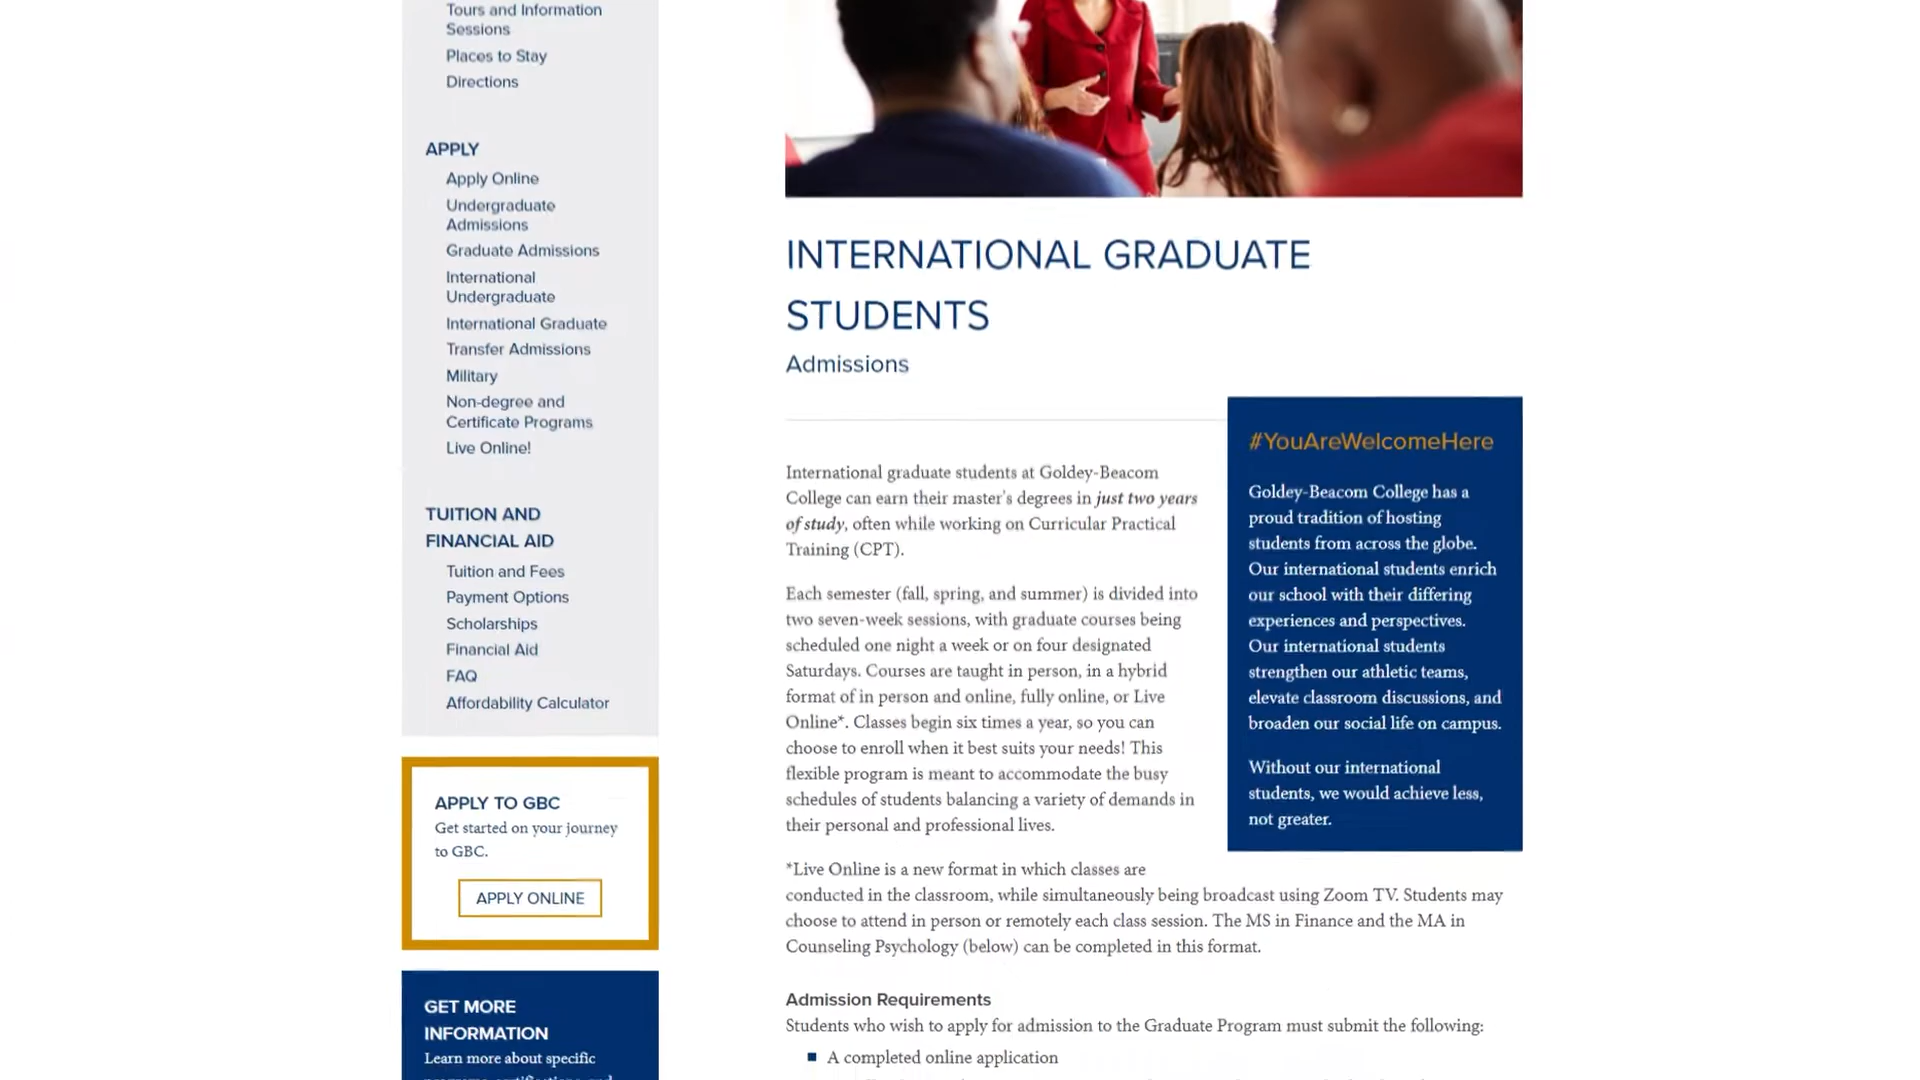 Tours and Information
Sessions
Places to Stay
Directions
APPLY
Apply Online
Undergraduate
Admissions
Graduate Admissions
International
Undergraduate
International Graduate
Transfer Admissions
Military
Non-degree and
Certificate Programs
Live Online!
TUITION AND
FINANCIAL AID
Tuition and Fees
Payment Options
Scholarships
Financial Aid
FAQ
Affordability Calculator
APPLY TO GBC
Get started on your journey
to GBC.
APPLY ONLINE
GET MORE
INFORMATION
Learn more about specific
INTERNATIONAL GRADUATE
STUDENTS
Admissions
International graduate students at Goldey-Beacom
College can earn their master's degrees in just two years
of study, often while working on Curricular Practical
Training (CPT).
Each semester (fall, spring, and summer) is divided into
two seven-week sessions, with graduate courses being
scheduled one night a week or on four designated
Saturdays. Courses are taught in person, in a hybrid
format of in person and online, fully online, or Live
Online*. Classes begin six times a year, so you can
choose to enroll when it best suits your needs! This
flexible program is meant to accommodate the busy
schedules of students balancing a variety of demands in
their personal and professional lives.
*Live Online is a new format in which classes are
conducted in the classroom, while simultaneously being broadcast using Zoom TV. Students may
choose to attend in person or remotely each class session. The MS in Finance and the MA in
Counseling Psychology (below) can be completed in this format.
Admission Requirements
Students who wish to apply for admission to the Graduate Program must submit the following:
A completed online application
#YouAreWelcomeHere
Goldey-Beacom College has a
proud tradition of hosting
students from across the globe.
Our international students enrich
our school with their differing
experiences and perspectives.
Our international students
strengthen our athletic teams,
elevate classroom discussions, and
broaden our social life on campus.
Without our international
students, we would achieve less,
not greater.